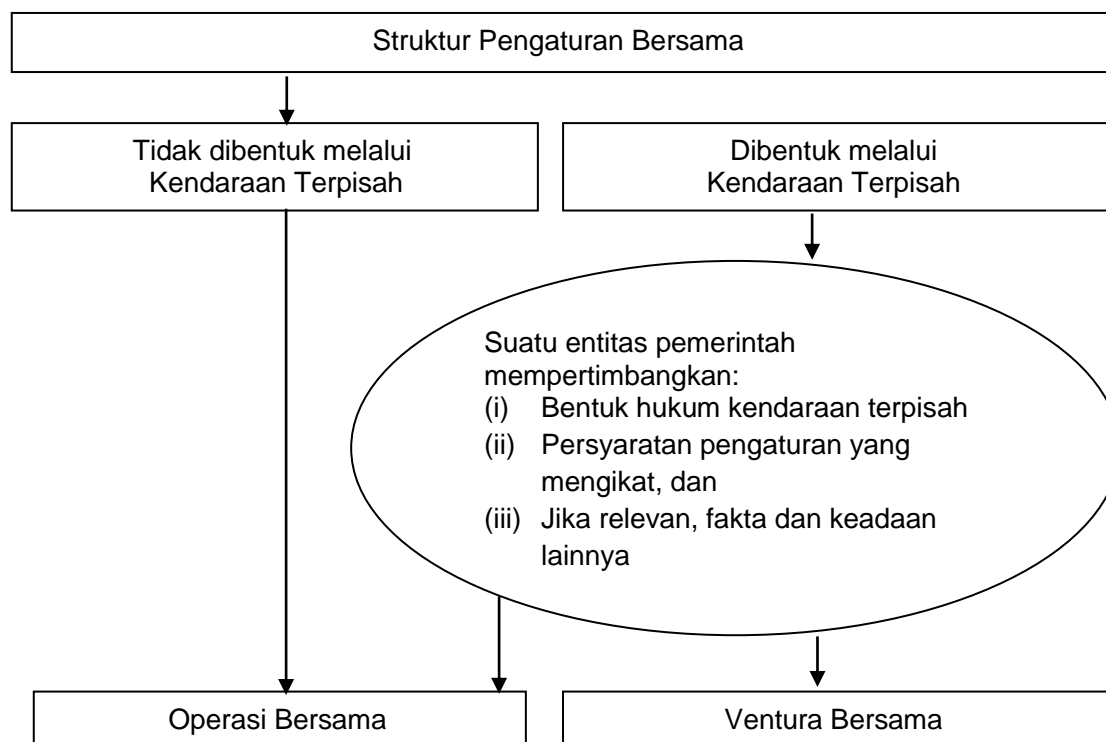 Struktur Pengaturan Bersama
Tidak dibentuk melalui
Kendaraan Terpisah
Dibentuk melalui
Kendaraan Terpisah
Suatu entitas pemerintah
mempertimbangkan:
(i) Bentuk hukum kendaraan terpisah
(ii) Persyaratan pengaturan yang
mengikat, dan
(iii) Jika relevan, fakta dan keadaan
lainnya
Operasi Bersama
Ventura Bersama